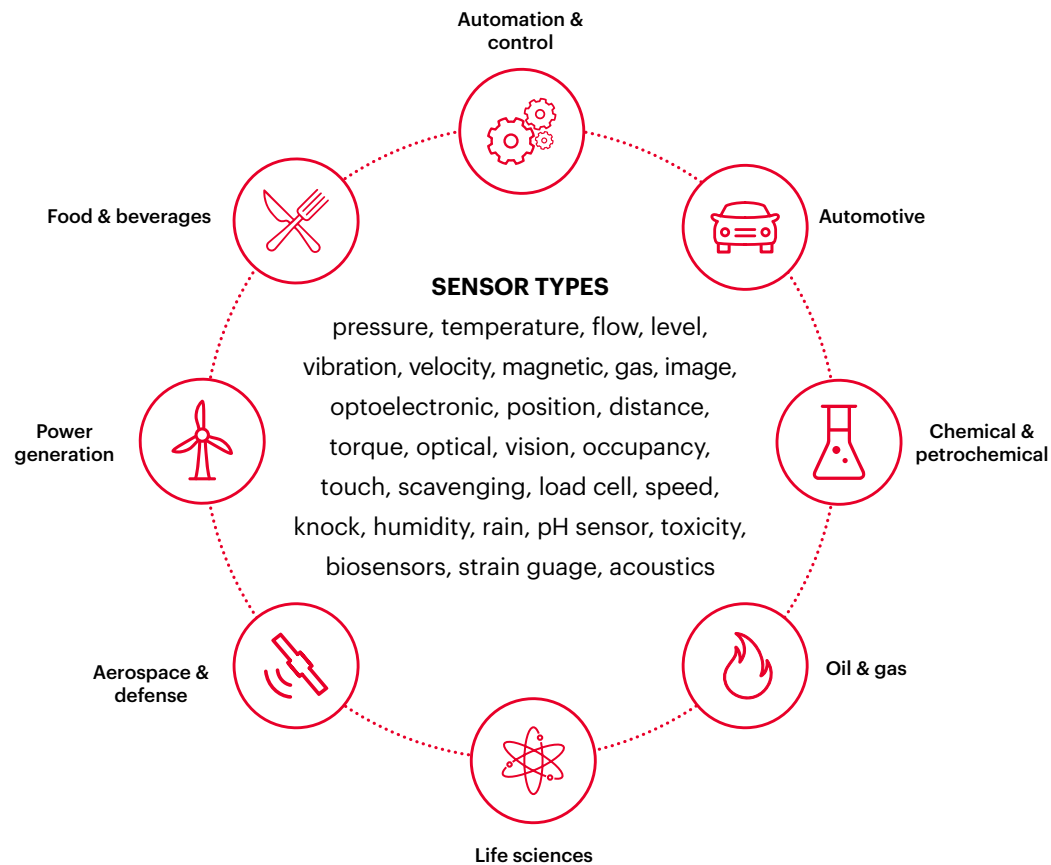 Automation &
control
Food & beverages
Automotive
SENSOR TYPES
pressure, temperature, flow, level,
vibration, velocity, magnetic, gas, image,
optoelectronic, position, distance,
torque, optical, vision, occupancy,
touch, scavenging, load cell, speed,
knock, humidity, rain, pH sensor, toxicity,
biosensors, strain guage, acoustics
Power
generation
Chemical &
petrochemical
Aerospace &
defense
Oil & gas
Life sciences